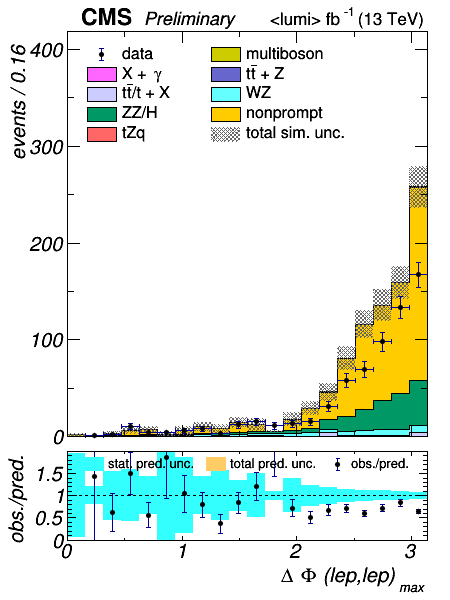 CMS Preliminary <lumi> fb⁻¹ (13 TeV)
events / 0.16
400
300
200
100
0
data
X + γ
tt̄/t + X
ZZ/H
tZq
multiboson
tt̄ + Z
WZ
nonprompt
total sim. unc.
obs./pred.
1.5
1
0.5
0
stat. pred. unc. total pred. unc. obs./pred.
0 1 2 3
Δ Φ (lep,lep) max